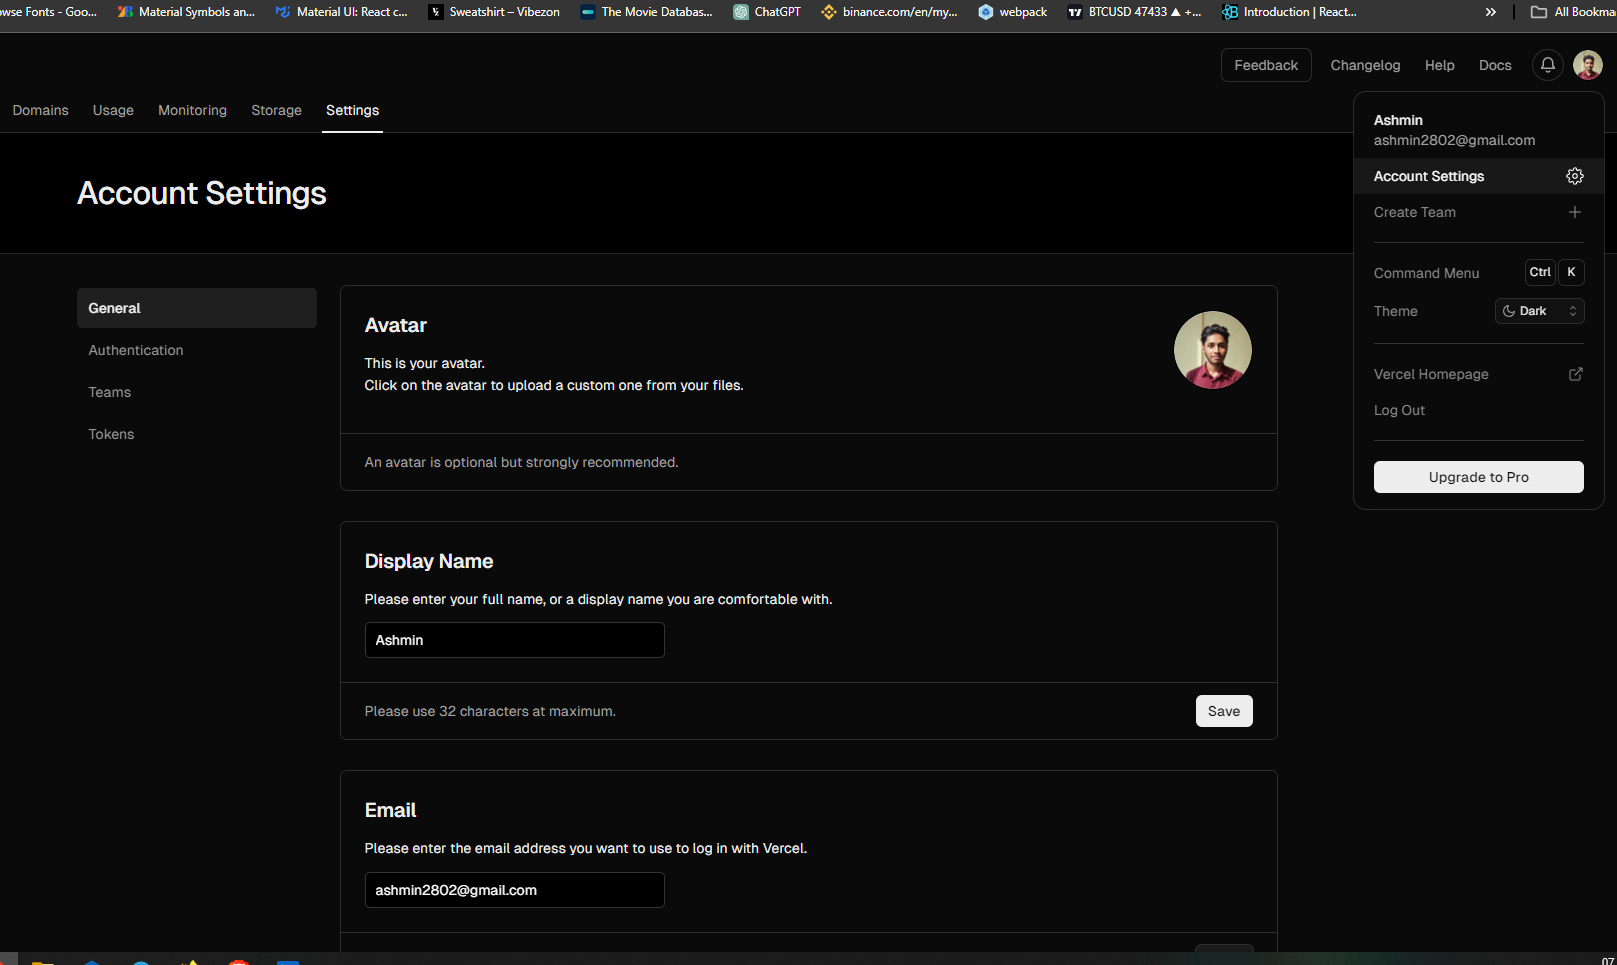 owse Fonts - Goo...
Material Symbols an...
Material UI: React c...
Sweatshirt – Vibezon
The Movie Databas...
ChatGPT
binance.com/en/my...
webpack
BTCUSD 47433 ▲ +...
Introduction | React...
»
All Bookma
Feedback
Changelog
Help
Docs
Domains
Usage
Monitoring
Storage
Settings
Ashmin
ashmin2802@gmail.com
Account Settings
Create Team
Command Menu
Ctrl
K
Theme
Dark
Vercel Homepage
Log Out
Upgrade to Pro
Account Settings
General
Authentication
Teams
Tokens
Avatar
This is your avatar.
Click on the avatar to upload a custom one from your files.
An avatar is optional but strongly recommended.
Display Name
Please enter your full name, or a display name you are comfortable with.
Ashmin
Please use 32 characters at maximum.
Save
Email
Please enter the email address you want to use to log in with Vercel.
ashmin2802@gmail.com
07